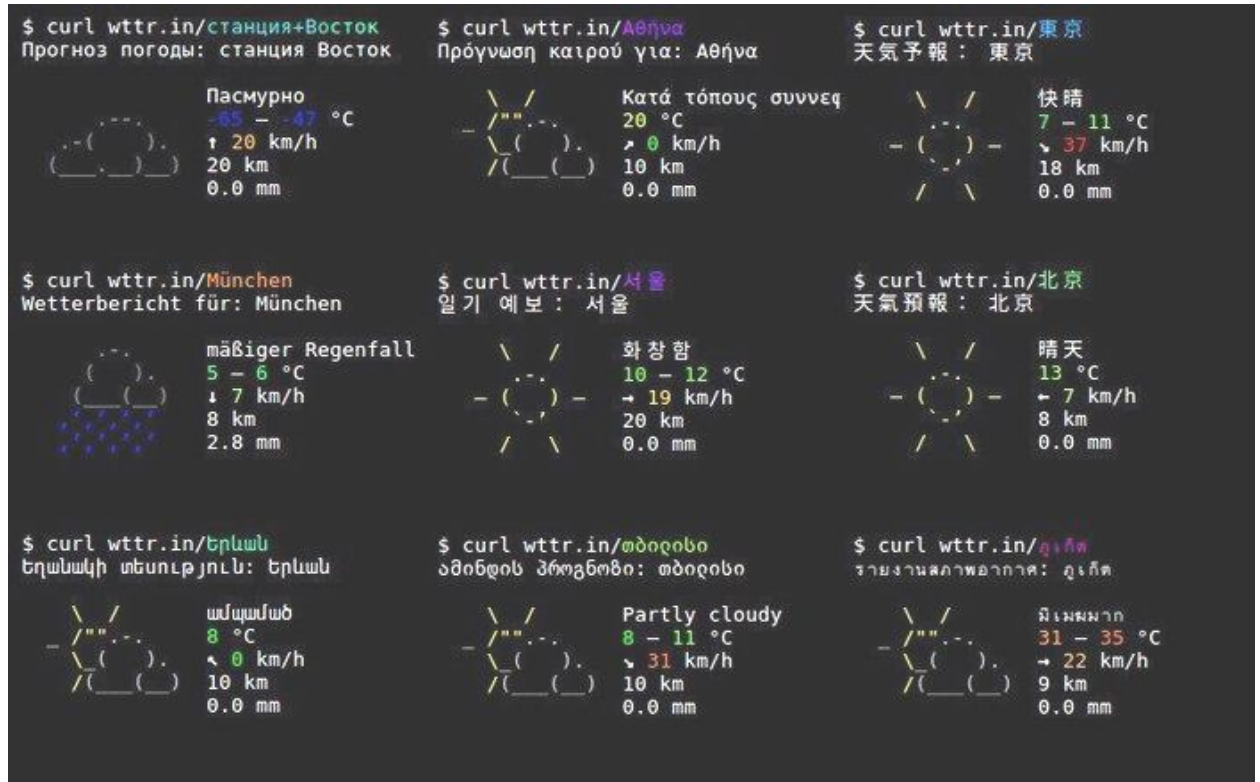 $ curl wttr.in/станция+Восток
Прогноз погоды: станция Восток
Пасмурно
-65 – -47 °C
↑ 20 km/h
20 km
0.0 mm
$ curl wttr.in/Αθήνα
Πρόγνωση καιρού για: Αθήνα
Κατά τόπους συννεφ
20 °C
↗ 0 km/h
10 km
0.0 mm
$ curl wttr.in/東京
天気予報： 東京
快晴
7 – 11 °C
↘ 37 km/h
18 km
0.0 mm
$ curl wttr.in/München
Wetterbericht für: München
mäßiger Regenfall
5 – 6 °C
↓ 7 km/h
8 km
2.8 mm
$ curl wttr.in/서울
일기 예보： 서울
화창함
10 – 12 °C
→ 19 km/h
20 km
0.0 mm
$ curl wttr.in/北京
天氣預報： 北京
晴天
13 °C
← 7 km/h
8 km
0.0 mm
$ curl wttr.in/Երևան
Եղանակի տեսություն: Երևան
ամպամած
8 °C
↖ 0 km/h
10 km
0.0 mm
$ curl wttr.in/თბილისი
ამინდის პროგნოზი: თბილისი
Partly cloudy
8 – 11 °C
↘ 31 km/h
10 km
0.0 mm
$ curl wttr.in/ภูเก็ต
รายงานสภาพอากาศ: ภูเก็ต
มีเมฆมาก
31 – 35 °C
→ 22 km/h
9 km
0.0 mm